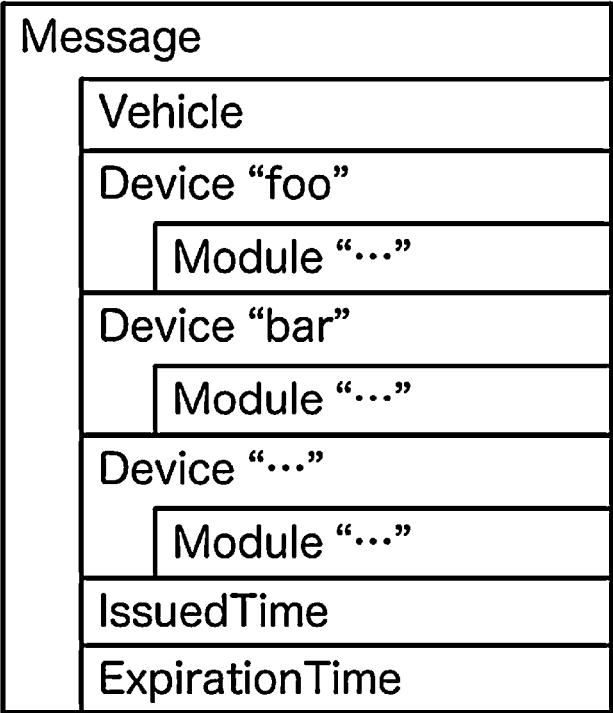 Message
Vehicle
Device “foo”
Module “⋯”
Device “bar”
Module “⋯”
Device “⋯”
Module “⋯”
IssuedTime
ExpirationTime